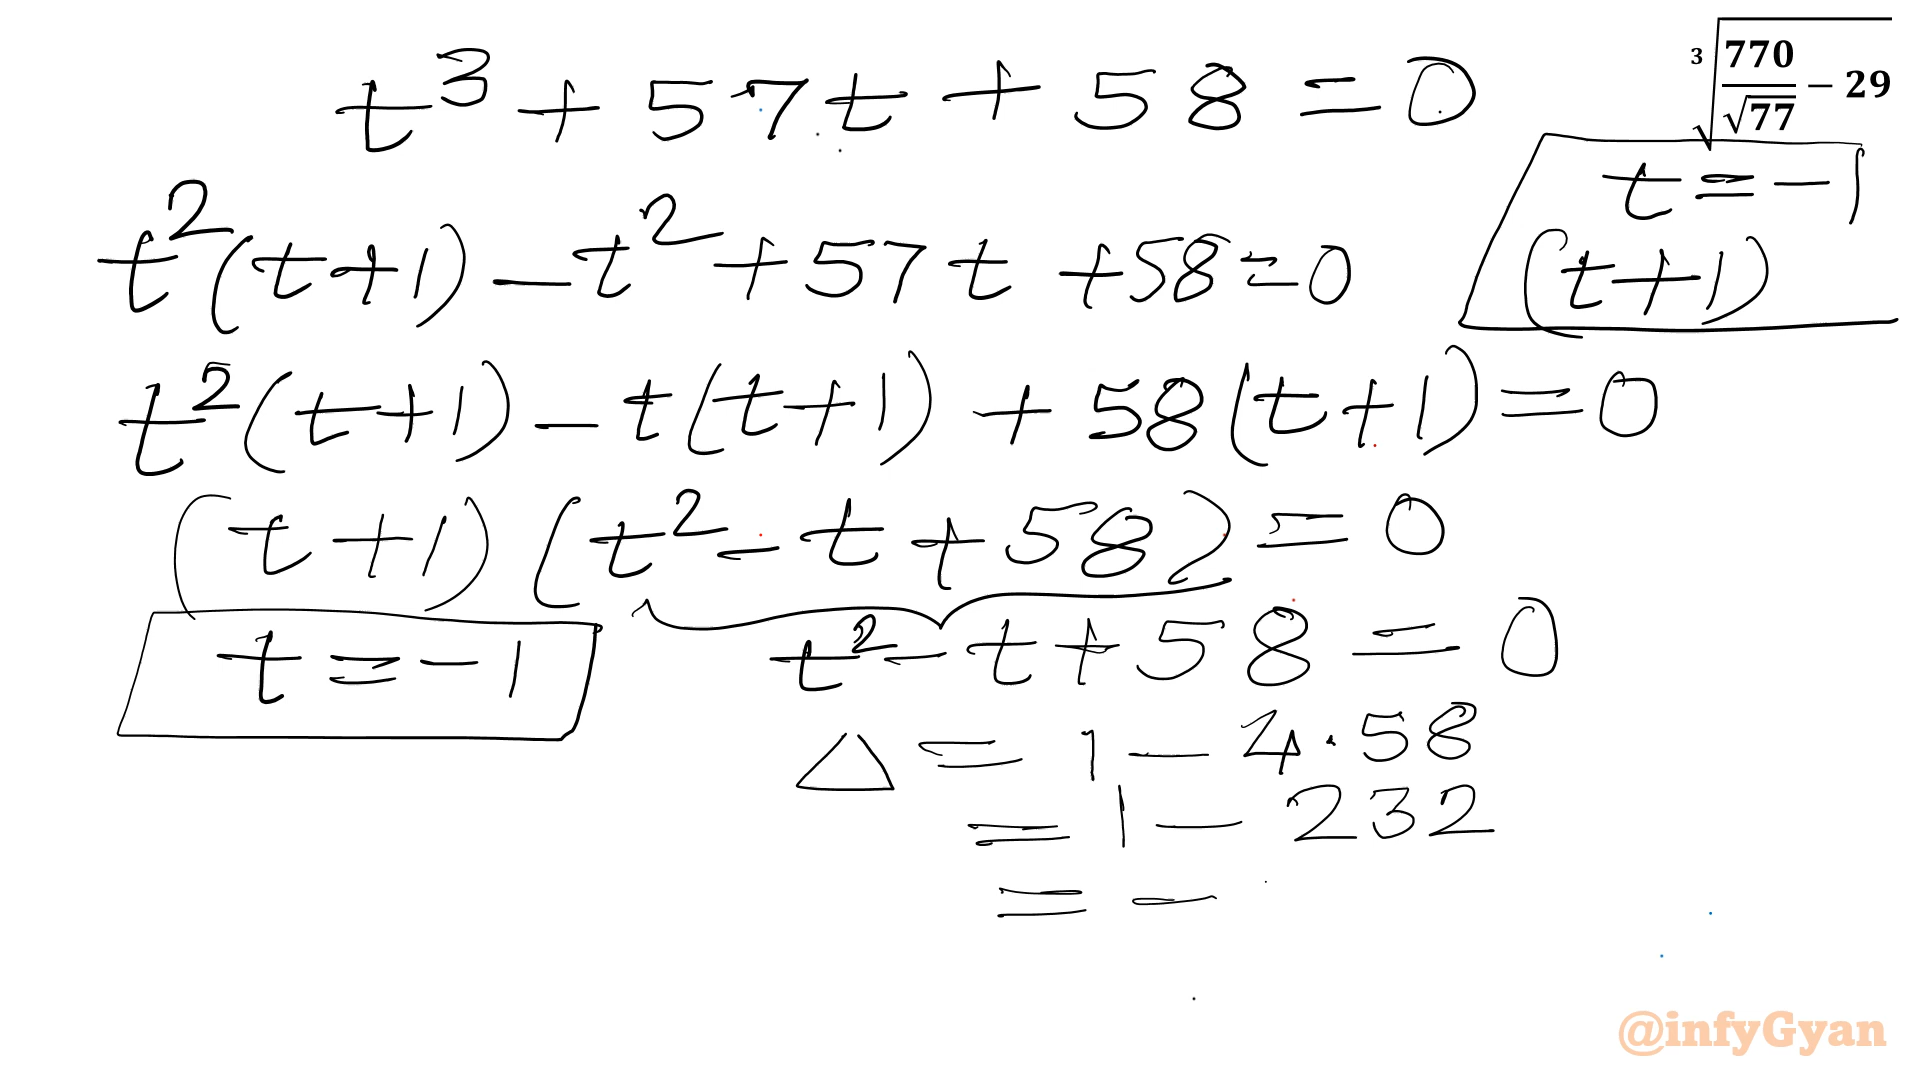 t³ + 57t + 58 = 0
∛(770/√77 − 29)
t = −1
(t+1)
t²(t+1) − t² + 57t + 58 = 0
t²(t+1) − t(t+1) + 58(t+1) = 0
(t+1)(t² − t + 58) = 0
t = −1
t² − t + 58 = 0
△ = 1 − 4·58
= 1 − 232
= −
@infyGyan